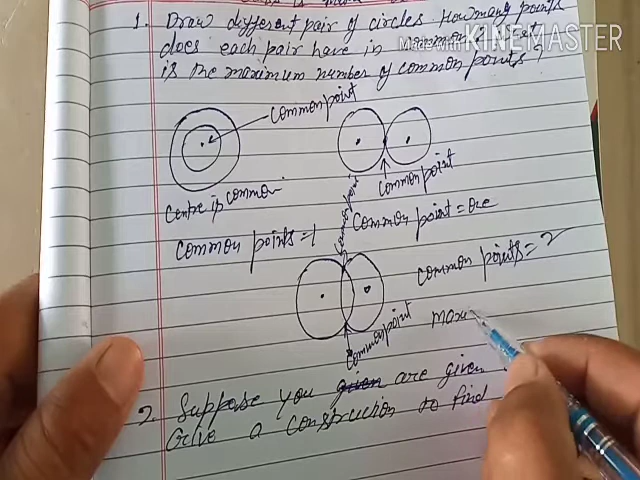 1. Draw different pair of circles. How many points
does each pair have in common? What
is the maximum number of common points?
Made with KINEMASTER
common point
common point
Centre is common
Common points = 1
Common point
Common point = one
Common points = 2
common point
max
2. Suppose you given are given
Give a construction to find